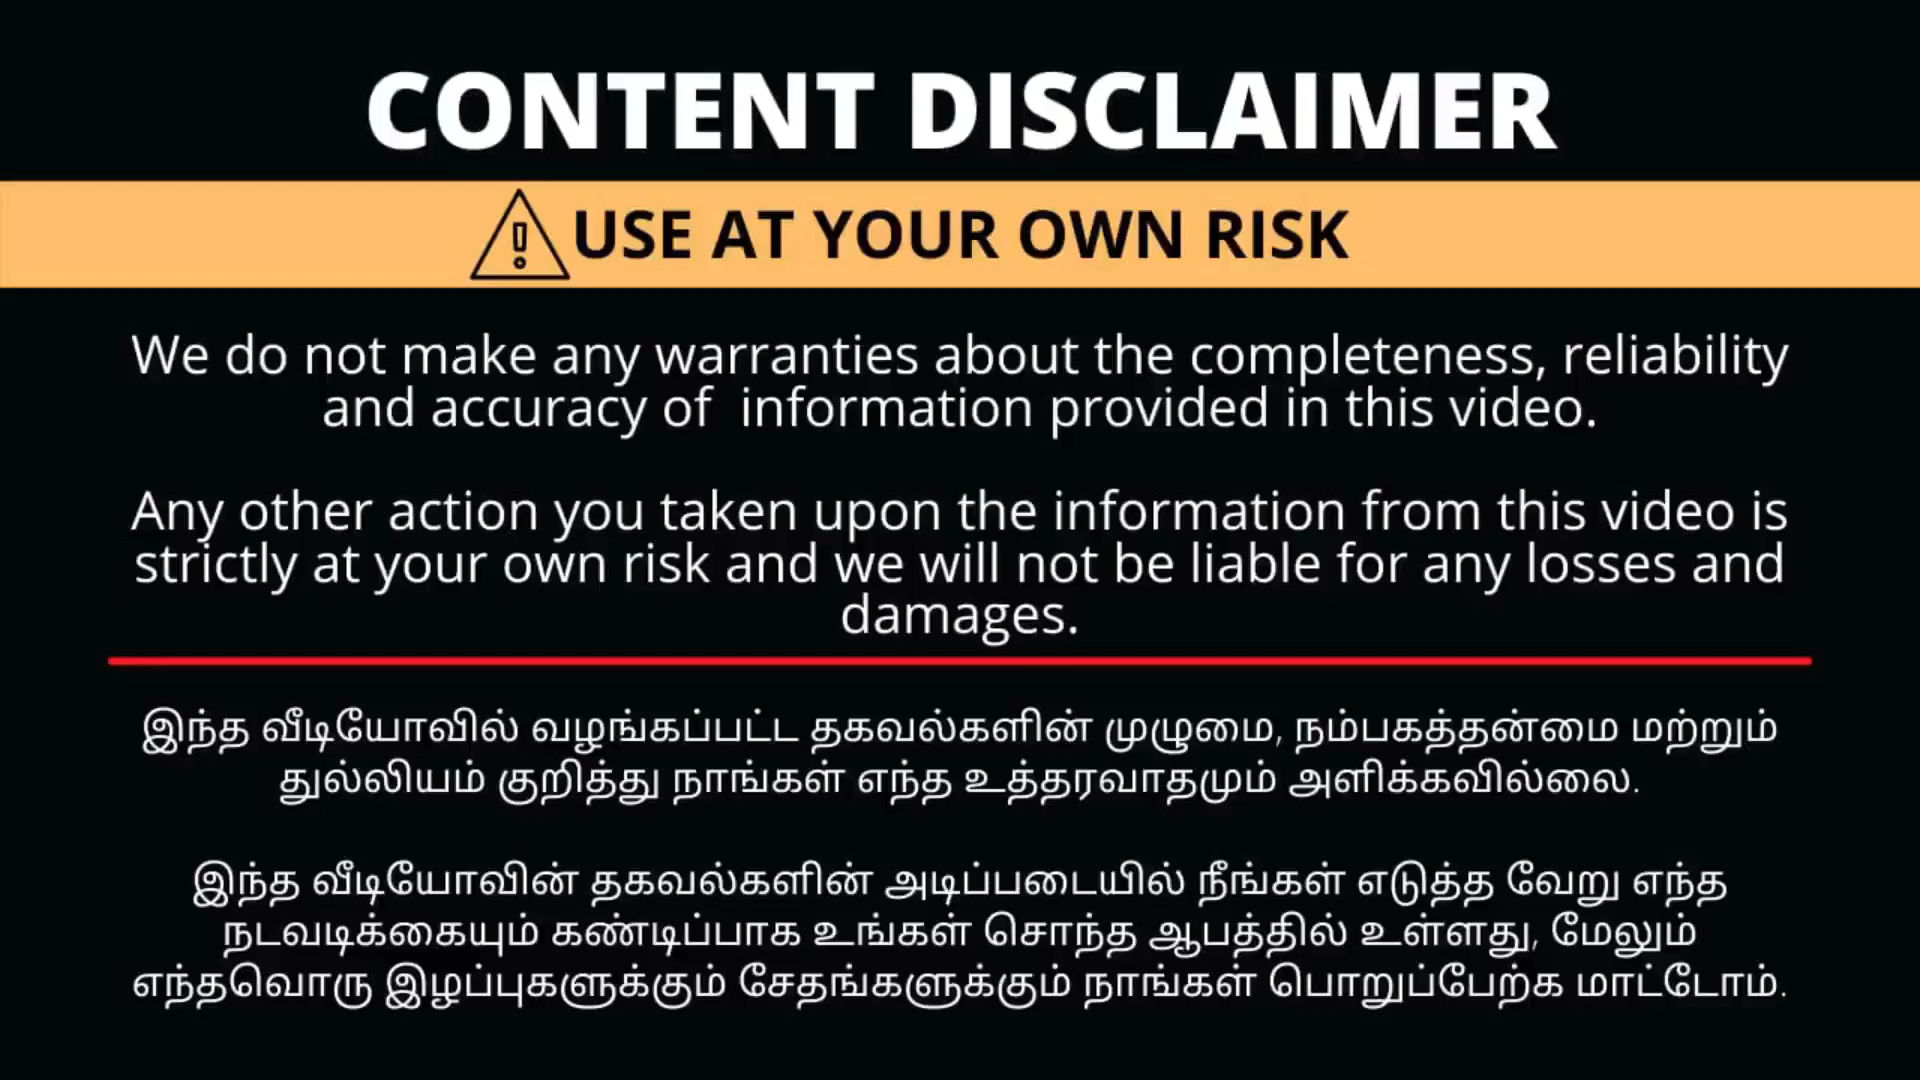 CONTENT DISCLAIMER
USE AT YOUR OWN RISK
We do not make any warranties about the completeness, reliability
and accuracy of  information provided in this video.
Any other action you taken upon the information from this video is
strictly at your own risk and we will not be liable for any losses and
damages.
இந்த வீடியோவில் வழங்கப்பட்ட தகவல்களின் முழுமை, நம்பகத்தன்மை மற்றும்
துல்லியம் குறித்து நாங்கள் எந்த உத்தரவாதமும் அளிக்கவில்லை.
இந்த வீடியோவின் தகவல்களின் அடிப்படையில் நீங்கள் எடுத்த வேறு எந்த
நடவடிக்கையும் கண்டிப்பாக உங்கள் சொந்த ஆபத்தில் உள்ளது, மேலும்
எந்தவொரு இழப்புகளுக்கும் சேதங்களுக்கும் நாங்கள் பொறுப்பேற்க மாட்டோம்.